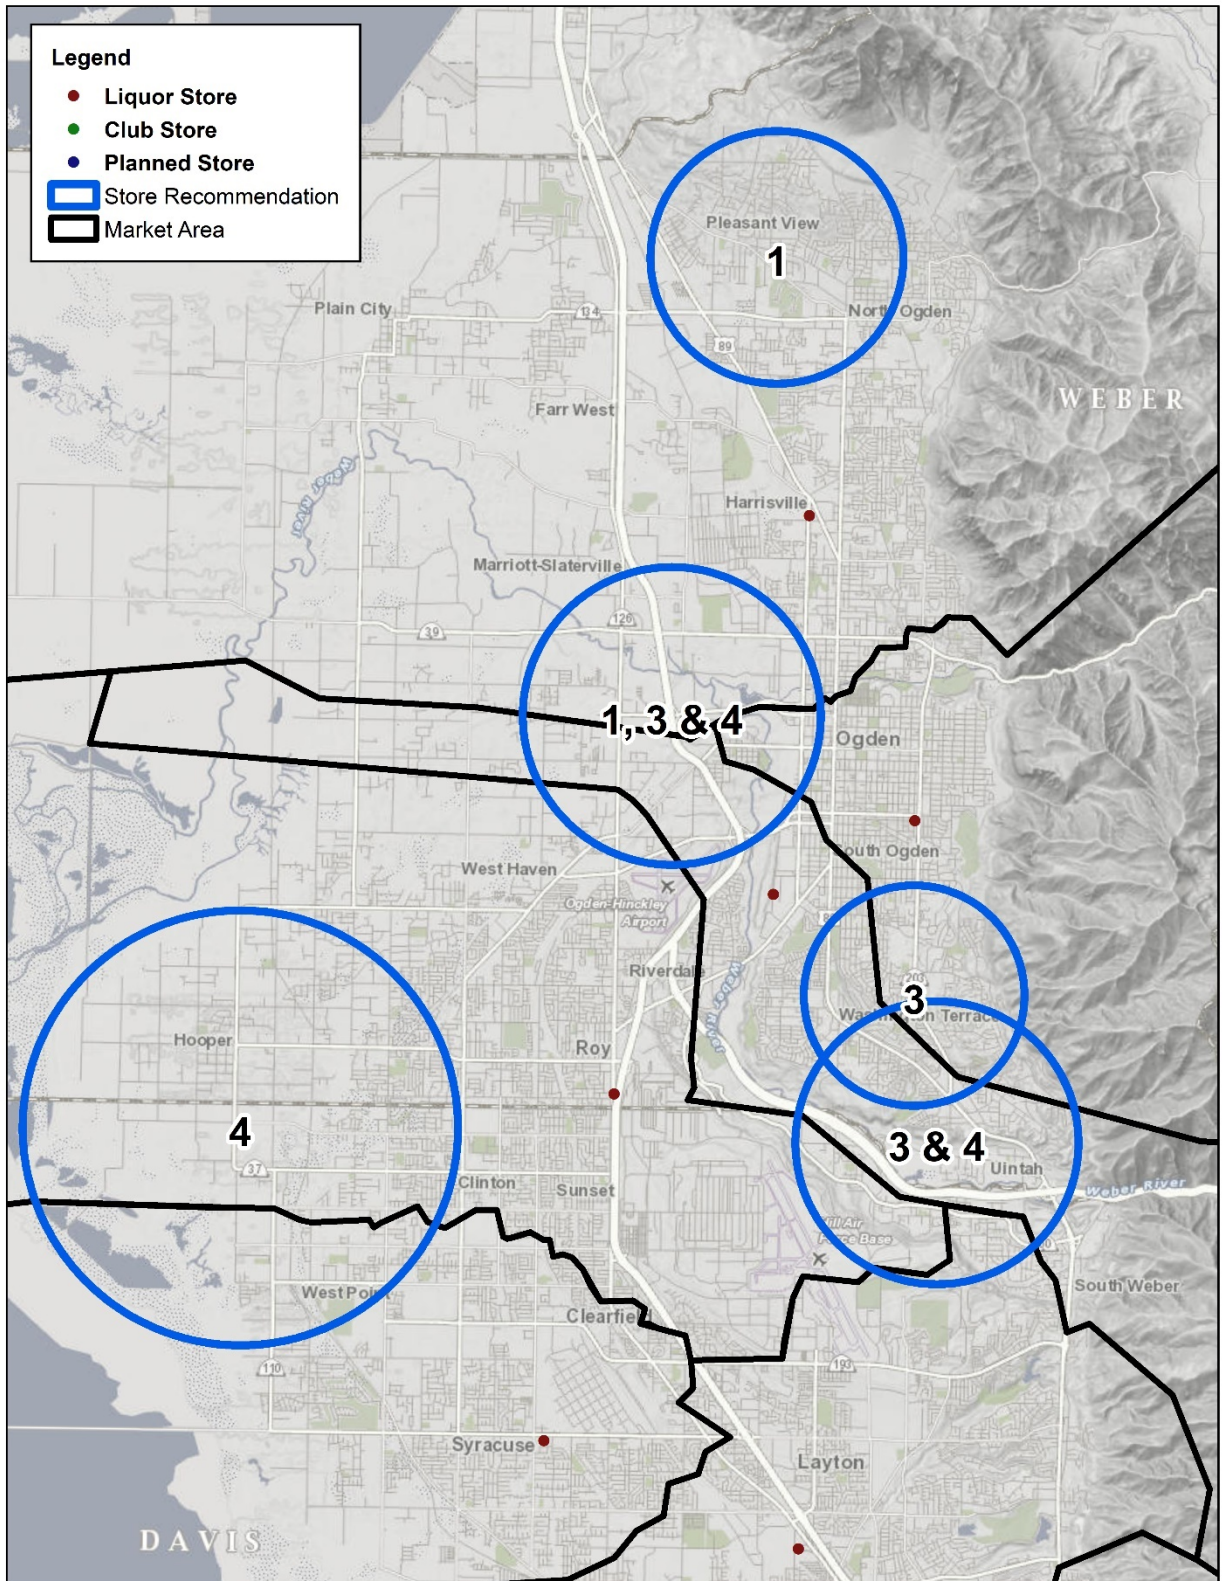 Legend
Liquor Store
Club Store
Planned Store
Store Recommendation
Market Area
Pleasant View
1
Plain City
134
North Ogden
89
WEBER
Farr West
Weber River
Harrisville
Marriott-Slaterville
126
39
1, 3 & 4
Ogden
South Ogden
West Haven
Ogden-Hinckley
Airport
Riverdale
Weber River
203
3
Washington Terrace
Hooper
Roy
4
3 & 4
37
Uintah
Clinton
Sunset
Weber River
Hill Air
Force Base
West Point
South Weber
Clearfield
193
110
Syracuse
Layton
DAVIS